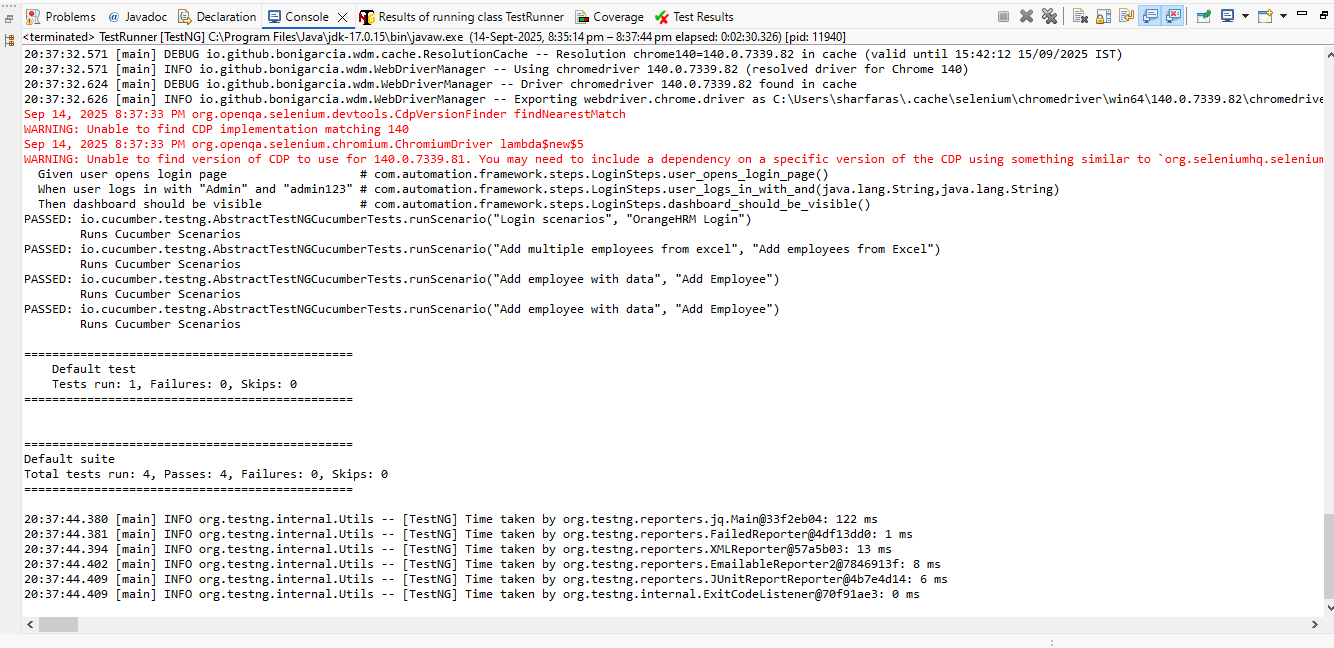 Problems @ Javadoc Declaration Console Results of running class TestRunner Coverage Test Results
<terminated> TestRunner [TestNG] C:\Program Files\Java\jdk-17.0.15\bin\javaw.exe (14-Sept-2025, 8:35:14 pm – 8:37:44 pm elapsed: 0:02:30.326) [pid: 11940]
20:37:32.571 [main] DEBUG io.github.bonigarcia.wdm.cache.ResolutionCache -- Resolution chrome140=140.0.7339.82 in cache (valid until 15:42:12 15/09/2025 IST)
20:37:32.571 [main] INFO io.github.bonigarcia.wdm.WebDriverManager -- Using chromedriver 140.0.7339.82 (resolved driver for Chrome 140)
20:37:32.624 [main] DEBUG io.github.bonigarcia.wdm.WebDriverManager -- Driver chromedriver 140.0.7339.82 found in cache
20:37:32.626 [main] INFO io.github.bonigarcia.wdm.WebDriverManager -- Exporting webdriver.chrome.driver as C:\Users\sharfaras\.cache\selenium\chromedriver\win64\140.0.7339.82\chromedrive
Sep 14, 2025 8:37:33 PM org.openqa.selenium.devtools.CdpVersionFinder findNearestMatch
WARNING: Unable to find CDP implementation matching 140
Sep 14, 2025 8:37:33 PM org.openqa.selenium.chromium.ChromiumDriver lambda$new$5
WARNING: Unable to find version of CDP to use for 140.0.7339.81. You may need to include a dependency on a specific version of the CDP using something similar to `org.seleniumhq.selenium
Given user opens login page # com.automation.framework.steps.LoginSteps.user_opens_login_page()
When user logs in with "Admin" and "admin123" # com.automation.framework.steps.LoginSteps.user_logs_in_with_and(java.lang.String,java.lang.String)
Then dashboard should be visible # com.automation.framework.steps.LoginSteps.dashboard_should_be_visible()
PASSED: io.cucumber.testng.AbstractTestNGCucumberTests.runScenario("Login scenarios", "OrangeHRM Login")
Runs Cucumber Scenarios
PASSED: io.cucumber.testng.AbstractTestNGCucumberTests.runScenario("Add multiple employees from excel", "Add employees from Excel")
Runs Cucumber Scenarios
PASSED: io.cucumber.testng.AbstractTestNGCucumberTests.runScenario("Add employee with data", "Add Employee")
Runs Cucumber Scenarios
PASSED: io.cucumber.testng.AbstractTestNGCucumberTests.runScenario("Add employee with data", "Add Employee")
Runs Cucumber Scenarios
===============================================
Default test
Tests run: 1, Failures: 0, Skips: 0
===============================================
===============================================
Default suite
Total tests run: 4, Passes: 4, Failures: 0, Skips: 0
===============================================
20:37:44.380 [main] INFO org.testng.internal.Utils -- [TestNG] Time taken by org.testng.reporters.jq.Main@33f2eb04: 122 ms
20:37:44.381 [main] INFO org.testng.internal.Utils -- [TestNG] Time taken by org.testng.reporters.FailedReporter@4df13dd0: 1 ms
20:37:44.394 [main] INFO org.testng.internal.Utils -- [TestNG] Time taken by org.testng.reporters.XMLReporter@57a5b03: 13 ms
20:37:44.402 [main] INFO org.testng.internal.Utils -- [TestNG] Time taken by org.testng.reporters.EmailableReporter2@7846913f: 8 ms
20:37:44.409 [main] INFO org.testng.internal.Utils -- [TestNG] Time taken by org.testng.reporters.JUnitReportReporter@4b7e4d14: 6 ms
20:37:44.409 [main] INFO org.testng.internal.Utils -- [TestNG] Time taken by org.testng.internal.ExitCodeListener@70f91ae3: 0 ms